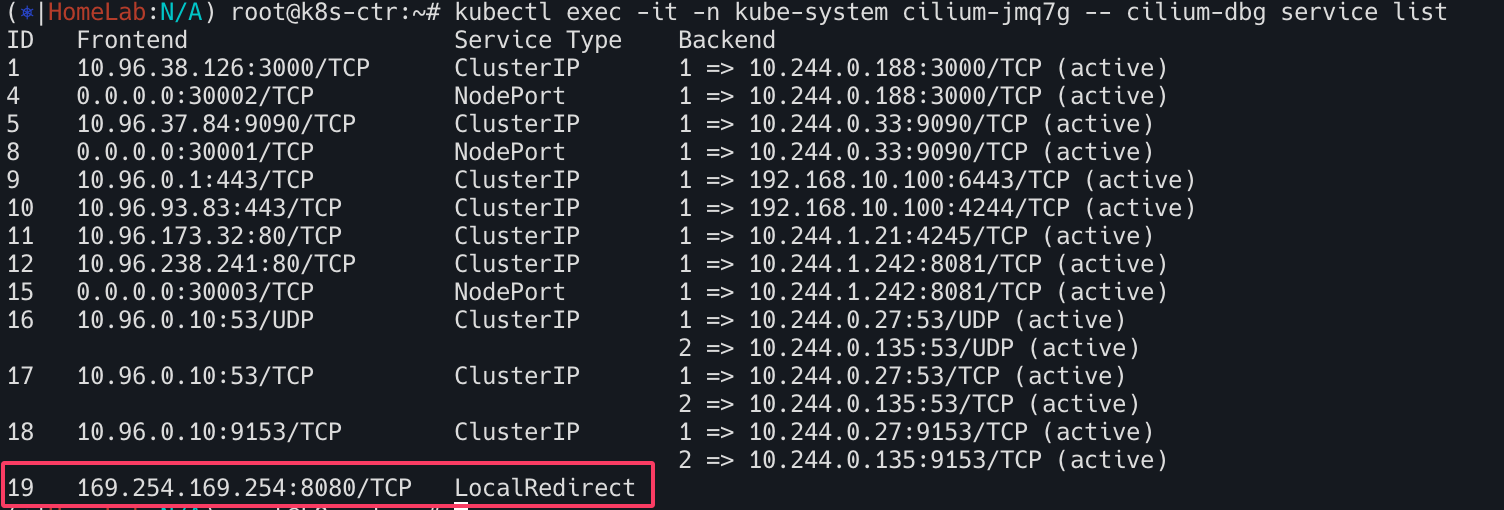 (⎈|HomeLab:N/A) root@k8s-ctr:~# kubectl exec -it -n kube-system cilium-jmq7g -- cilium-dbg service list
ID Frontend Service Type Backend
1 10.96.38.126:3000/TCP ClusterIP 1 => 10.244.0.188:3000/TCP (active)
4 0.0.0.0:30002/TCP NodePort 1 => 10.244.0.188:3000/TCP (active)
5 10.96.37.84:9090/TCP ClusterIP 1 => 10.244.0.33:9090/TCP (active)
8 0.0.0.0:30001/TCP NodePort 1 => 10.244.0.33:9090/TCP (active)
9 10.96.0.1:443/TCP ClusterIP 1 => 192.168.10.100:6443/TCP (active)
10 10.96.93.83:443/TCP ClusterIP 1 => 192.168.10.100:4244/TCP (active)
11 10.96.173.32:80/TCP ClusterIP 1 => 10.244.1.21:4245/TCP (active)
12 10.96.238.241:80/TCP ClusterIP 1 => 10.244.1.242:8081/TCP (active)
15 0.0.0.0:30003/TCP NodePort 1 => 10.244.1.242:8081/TCP (active)
16 10.96.0.10:53/UDP ClusterIP 1 => 10.244.0.27:53/UDP (active)
2 => 10.244.0.135:53/UDP (active)
17 10.96.0.10:53/TCP ClusterIP 1 => 10.244.0.27:53/TCP (active)
2 => 10.244.0.135:53/TCP (active)
18 10.96.0.10:9153/TCP ClusterIP 1 => 10.244.0.27:9153/TCP (active)
2 => 10.244.0.135:9153/TCP (active)
19 169.254.169.254:8080/TCP LocalRedirect